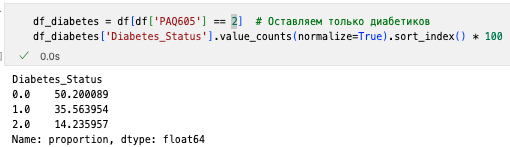 df_diabetes = df[df['PAQ605'] == 2]  # Оставляем только диабетиков
df_diabetes['Diabetes_Status'].value_counts(normalize=True).sort_index() * 100
✓ 0.0s
Diabetes_Status
0.0    50.200089
1.0    35.563954
2.0    14.235957
Name: proportion, dtype: float64